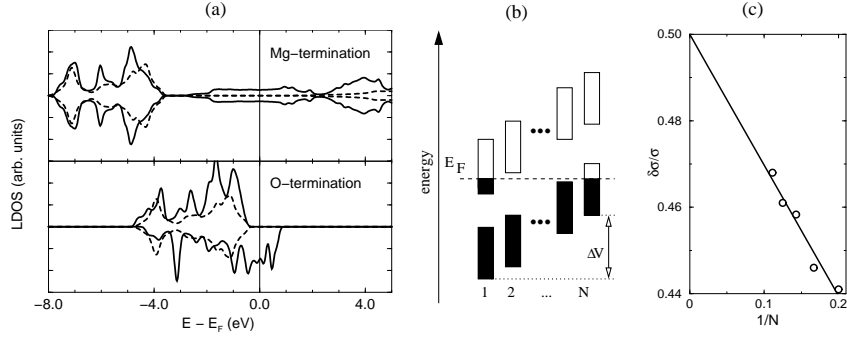 (a)
Mg−termination
O−termination
LDOS (arb. units)
−8.0 −4.0 0.0 4.0
E − E_F (eV)
(b)
energy
E_F
ΔV
1 2 ... N
(c)
0.50
0.48
0.46
0.44
δσ/σ
0 0.1 0.2
1/N